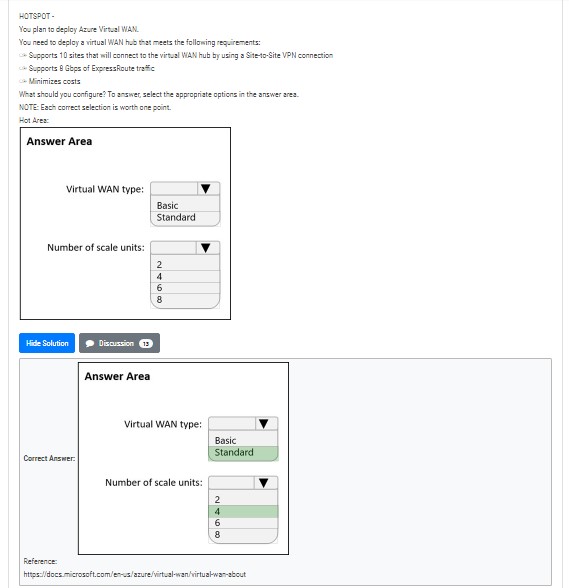 HOTSPOT -
You plan to deploy Azure Virtual WAN.
You need to deploy a virtual WAN hub that meets the following requirements:
Supports 10 sites that will connect to the virtual WAN hub by using a Site-to-Site VPN connection
Supports 8 Gbps of ExpressRoute traffic
Minimizes costs
What should you configure? To answer, select the appropriate options in the answer area.
NOTE: Each correct selection is worth one point.
Hot Area:
Answer Area
Virtual WAN type:
Basic
Standard
Number of scale units:
2
4
6
8
Hide Solution
Discussion 13
Correct Answer:
Answer Area
Virtual WAN type:
Basic
Standard
Number of scale units:
2
4
6
8
Reference:
https://docs.microsoft.com/en-us/azure/virtual-wan/virtual-wan-about